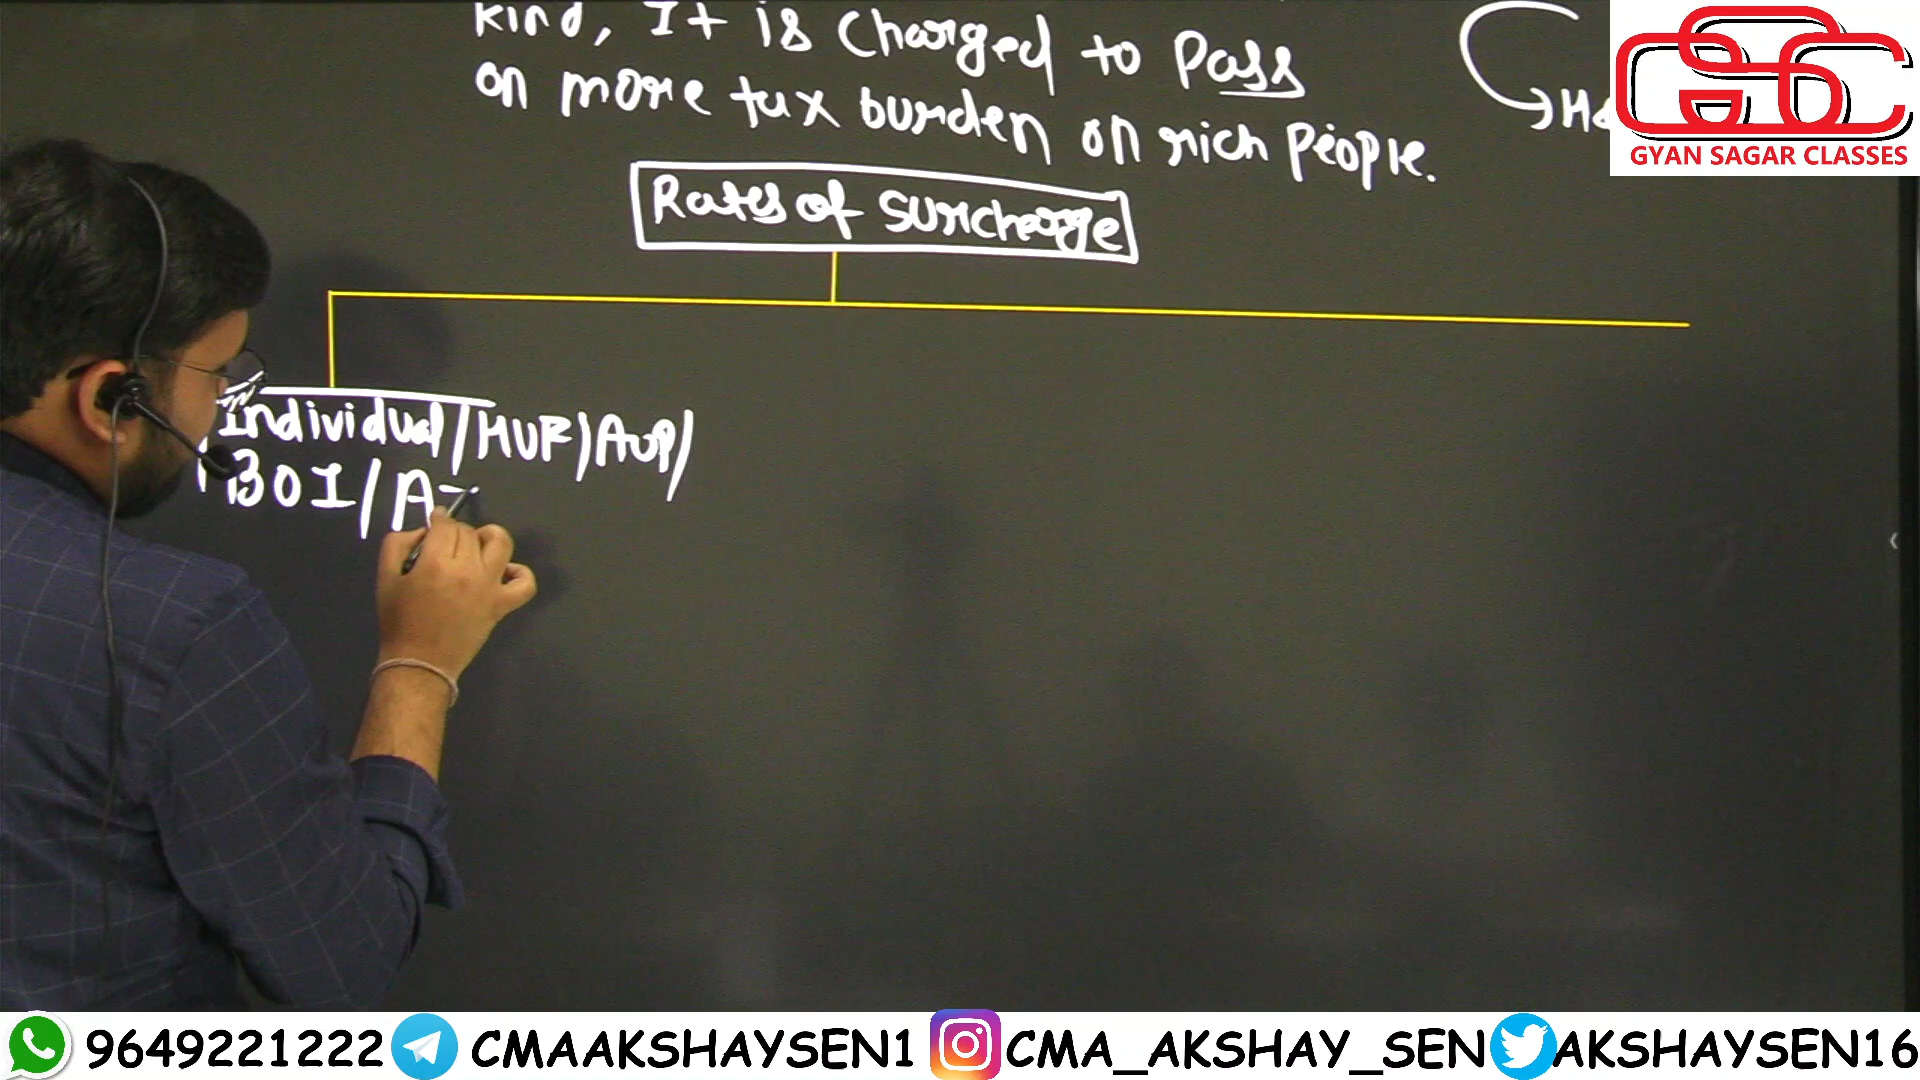 kind, It is charged to Pass
on more tax burden on rich people.
GSC
GYAN SAGAR CLASSES
Rates of surcharge
Individual/HUF/AOP/
BOI/A
9649221222 CMAAKSHAYSEN1 CMA_AKSHAY_SEN AKSHAYSEN16